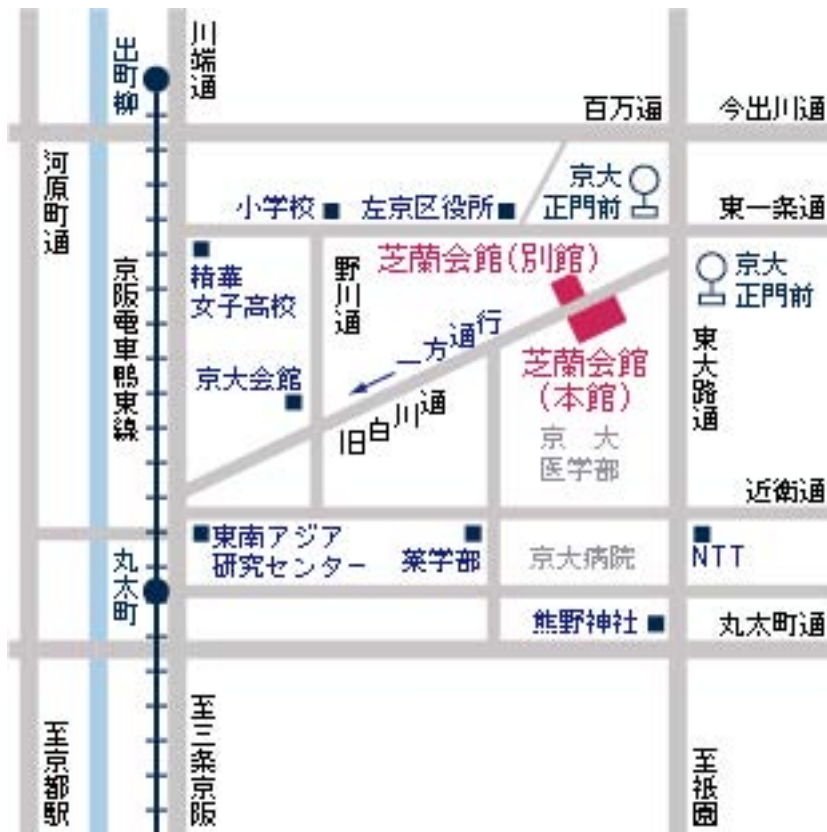 出町柳
川端通
百万遍
今出川通
河原町通
小学校
左京区役所
京大
正門前
東一条通
精華
女子高校
野川通
芝蘭会館(別館)
京大
正門前
京阪電車鴨東線
一方通行
京大会館
旧白川通
芝蘭会館
(本館)
東大路通
京大
医学部
近衛通
東南アジア
研究センター
薬学部
京大病院
NTT
丸太町
熊野神社
丸太町通
至京都駅
至三条京阪
至祇園